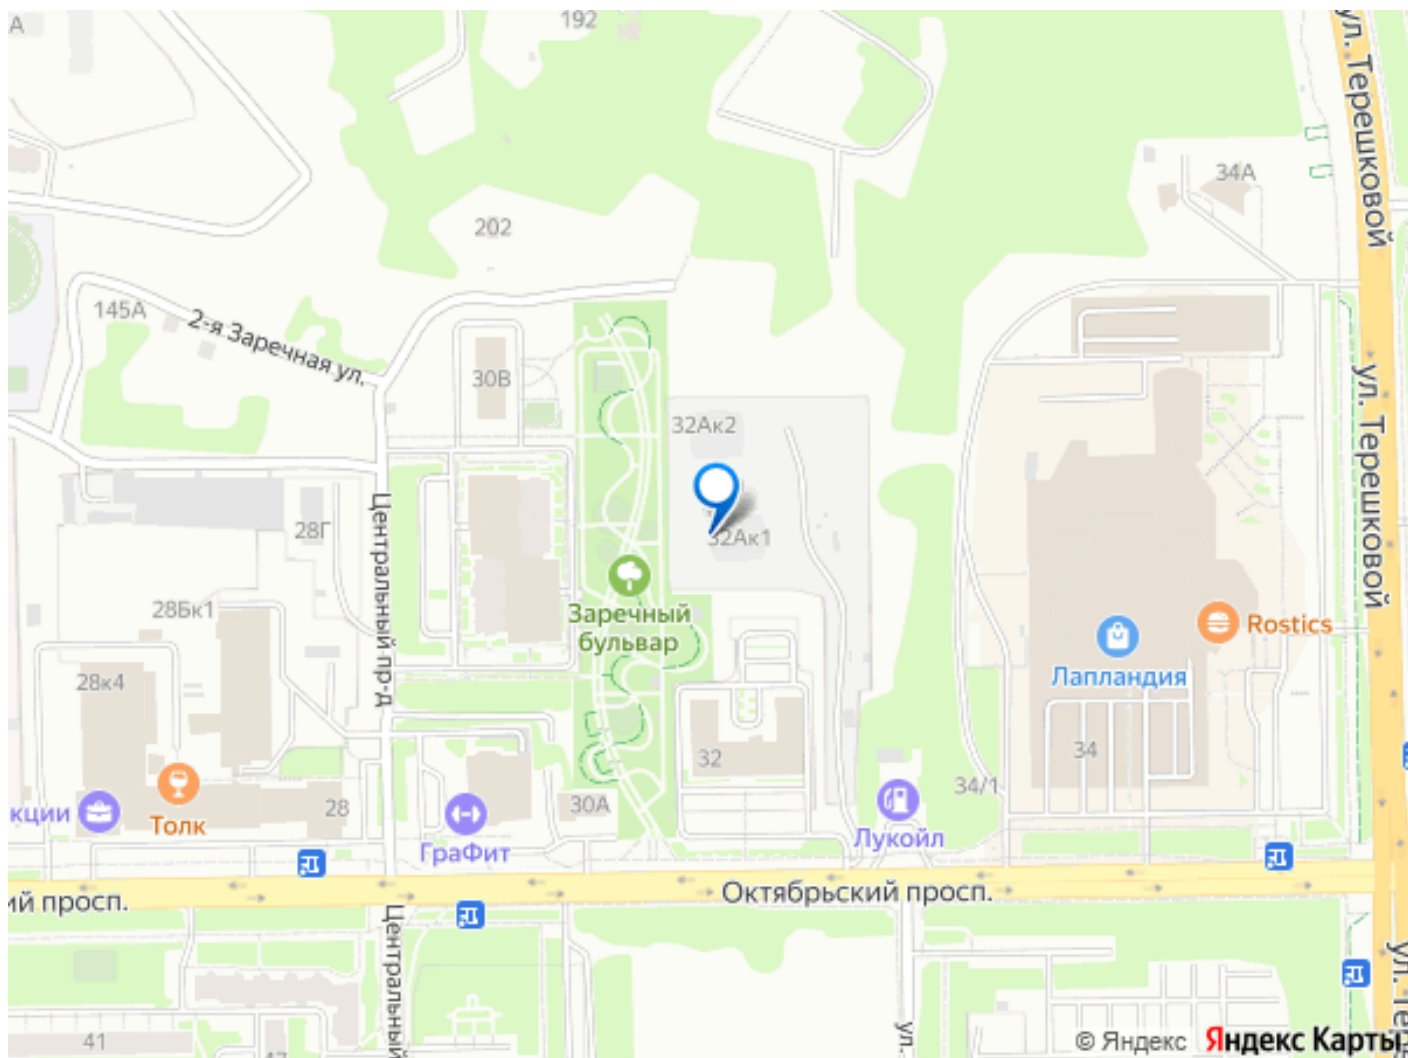 А
192
ул. Терешковой
34А
202
145А
2-я Заречная ул.
30В
32Ак2
ул. Терешковой
Центральный пр-д
28Г
32Ак1
28Бк1
Заречный
бульвар
Rostics
28к4
Лапландия
32
34
34/1
кции
Толк
28
30А
ГраФит
Лукойл
ий просп.
Октябрьский просп.
Центральный
ул.
41
© Яндекс
Яндекс Карты